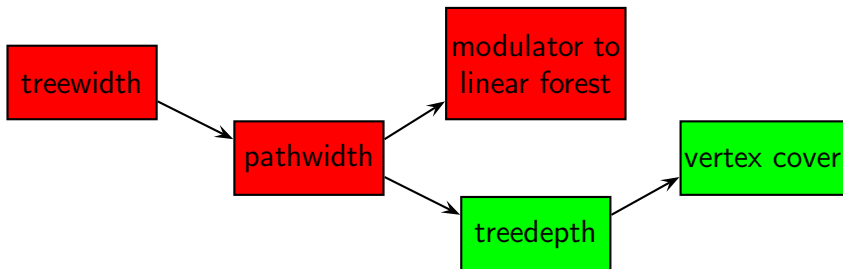 treewidth
pathwidth
modulator to
linear forest
treedepth
vertex cover